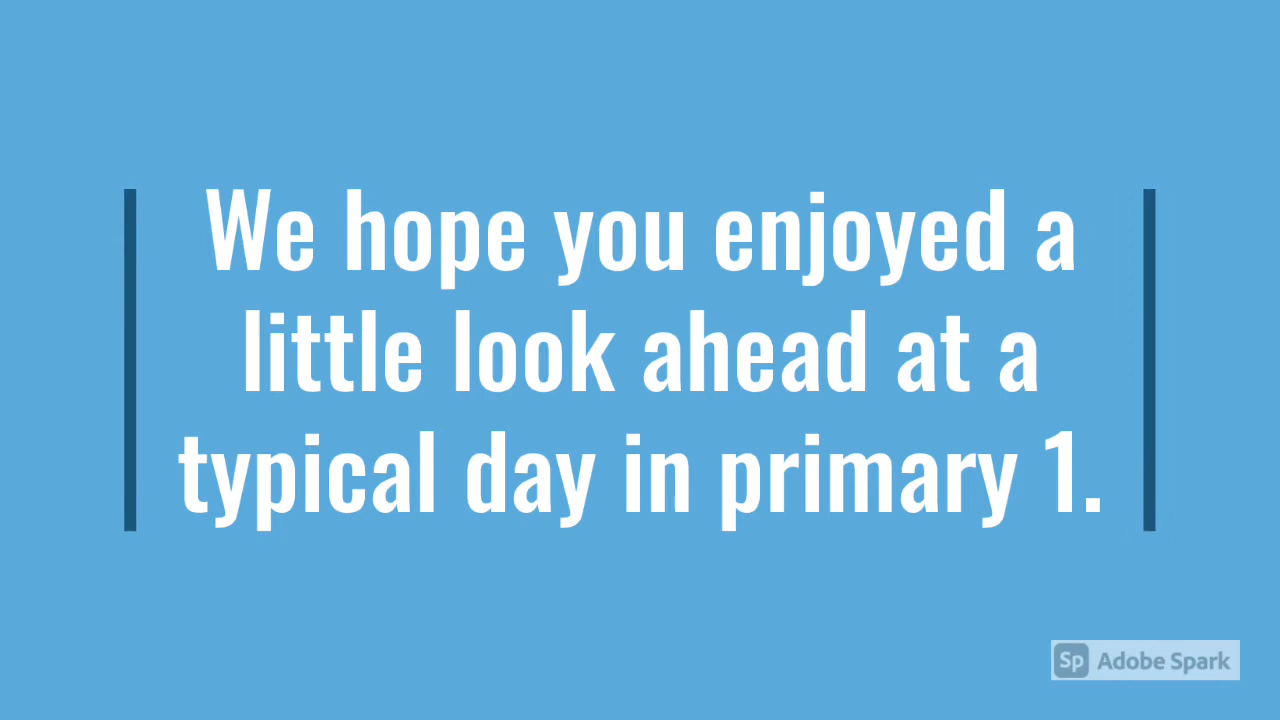 We hope you enjoyed a
little look ahead at a
typical day in primary 1.
Sp Adobe Spark